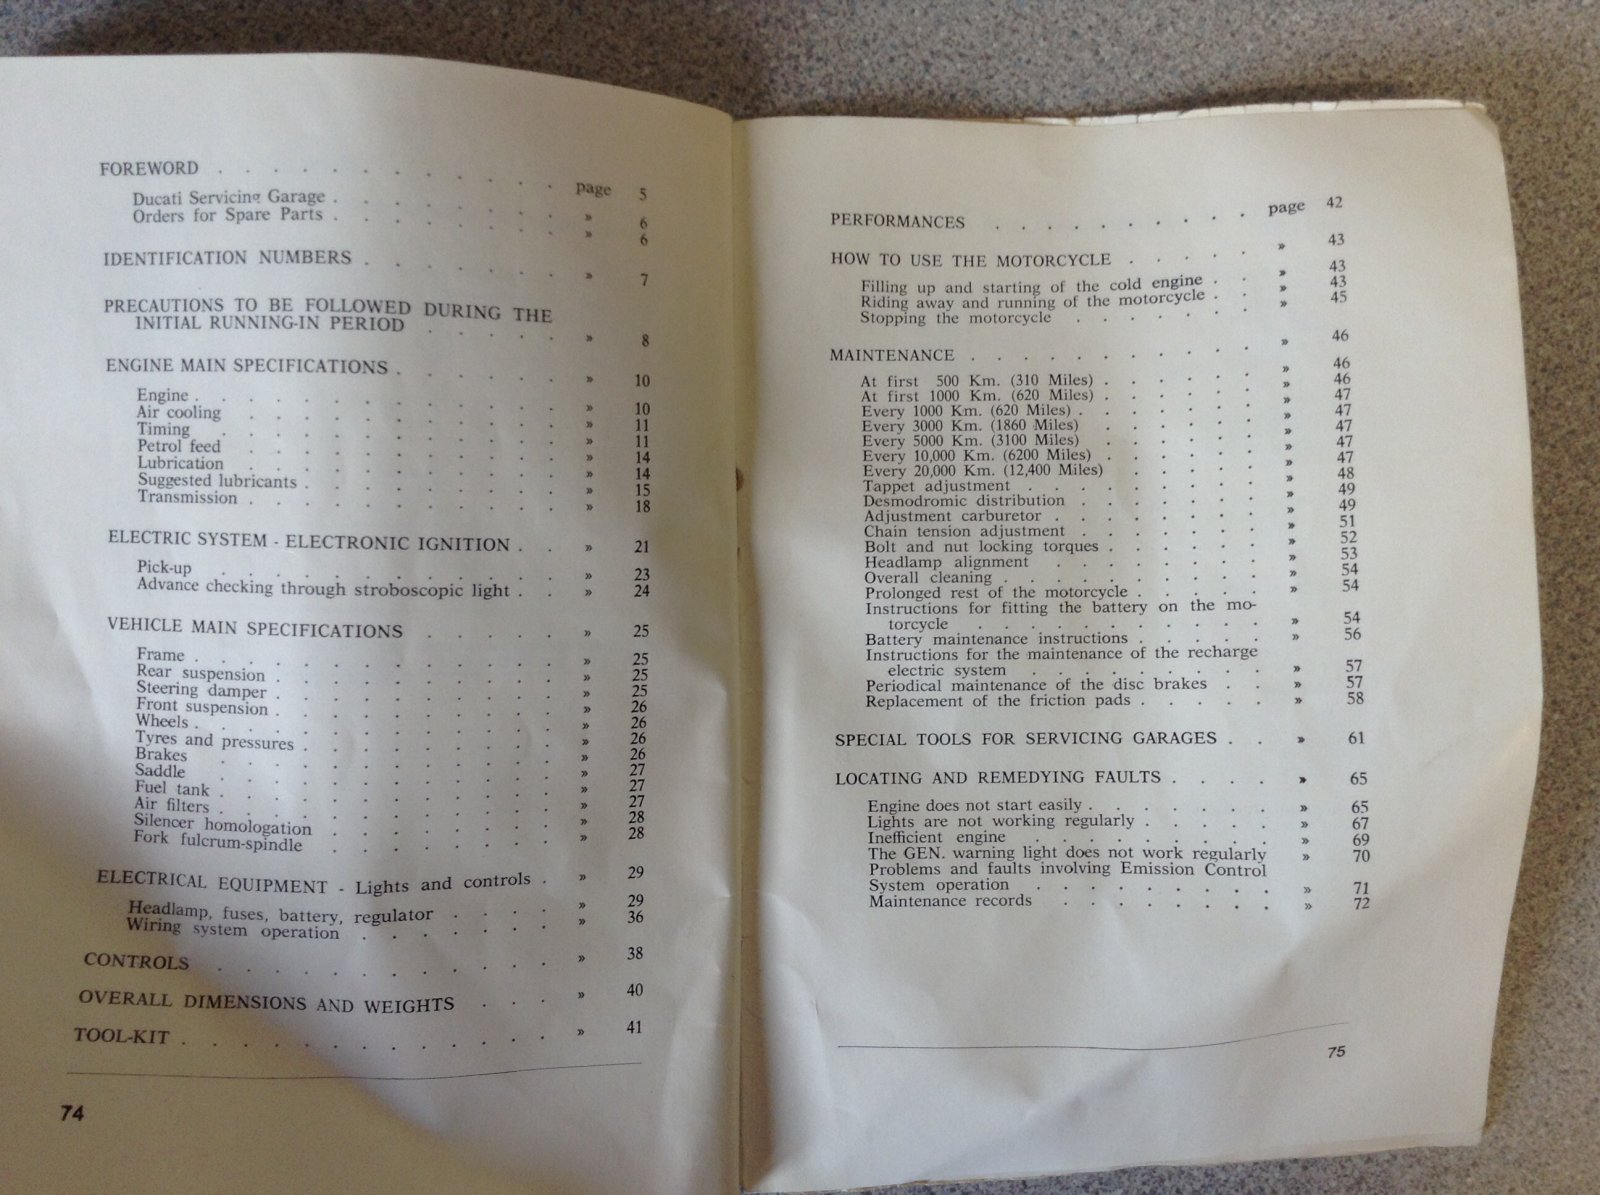 FOREWORD . . . . . . . . . . . . page 5
Ducati Servicing Garage . . . . . . . . » 6
Orders for Spare Parts . . . . . . . . » 6
IDENTIFICATION NUMBERS . . . . . . . » 7
PRECAUTIONS TO BE FOLLOWED DURING THE
INITIAL RUNNING-IN PERIOD . . . . . » 8
ENGINE MAIN SPECIFICATIONS . . . . . . » 10
Engine . . . . . . . . . . . . . » 10
Air cooling . . . . . . . . . . . » 11
Timing . . . . . . . . . . . . » 11
Petrol feed . . . . . . . . . . . » 14
Lubrication . . . . . . . . . . . » 14
Suggested lubricants . . . . . . . . . » 15
Transmission . . . . . . . . . . . » 18
ELECTRIC SYSTEM - ELECTRONIC IGNITION . . » 21
Pick-up . . . . . . . . . . . . » 23
Advance checking through stroboscopic light . . » 24
VEHICLE MAIN SPECIFICATIONS . . . . . » 25
Frame . . . . . . . . . . . . . » 25
Rear suspension . . . . . . . . . . » 25
Steering damper . . . . . . . . . . » 25
Front suspension . . . . . . . . . . » 26
Wheels . . . . . . . . . . . . . » 26
Tyres and pressures . . . . . . . . . » 26
Brakes . . . . . . . . . . . . » 26
Saddle . . . . . . . . . . . . » 27
Fuel tank . . . . . . . . . . . . » 27
Air filters . . . . . . . . . . . . » 27
Silencer homologation . . . . . . . . » 28
Fork fulcrum-spindle . . . . . . . . » 28
ELECTRICAL EQUIPMENT - Lights and controls . » 29
Headlamp, fuses, battery, regulator . . . . » 29
Wiring system operation . . . . . . . » 36
CONTROLS . . . . . . . . . . . . » 38
OVERALL DIMENSIONS AND WEIGHTS . . . » 40
TOOL-KIT . . . . . . . . . . . . . » 41
74
PERFORMANCES . . . . . . . . . . page 42
HOW TO USE THE MOTORCYCLE . . . . . » 43
Filling up and starting of the cold engine . . » 43
Riding away and running of the motorcycle . . » 43
Stopping the motorcycle . . . . . . . » 45
MAINTENANCE . . . . . . . . . . . » 46
At first 500 Km. (310 Miles) . . . . . . » 46
At first 1000 Km. (620 Miles) . . . . . . » 46
Every 1000 Km. (620 Miles) . . . . . . . » 47
Every 3000 Km. (1860 Miles) . . . . . . » 47
Every 5000 Km. (3100 Miles) . . . . . . » 47
Every 10,000 Km. (6200 Miles) . . . . . . » 47
Every 20,000 Km. (12,400 Miles) . . . . . » 47
Tappet adjustment . . . . . . . . . » 48
Desmodromic distribution . . . . . . . » 49
Adjustment carburetor . . . . . . . . » 49
Chain tension adjustment . . . . . . . » 51
Bolt and nut locking torques . . . . . . » 52
Headlamp alignment . . . . . . . . » 53
Overall cleaning . . . . . . . . . . » 54
Prolonged rest of the motorcycle . . . . . » 54
Instructions for fitting the battery on the mo-
torcycle . . . . . . . . . . . » 54
Battery maintenance instructions . . . . . » 56
Instructions for the maintenance of the recharge
electric system . . . . . . . . . » 57
Periodical maintenance of the disc brakes . . » 57
Replacement of the friction pads . . . . . » 58
SPECIAL TOOLS FOR SERVICING GARAGES . . » 61
LOCATING AND REMEDYING FAULTS . . . . » 65
Engine does not start easily . . . . . . . » 65
Lights are not working regularly . . . . . » 67
Inefficient engine . . . . . . . . . » 69
The GEN. warning light does not work regularly » 70
Problems and faults involving Emission Control
System operation . . . . . . . . . » 71
Maintenance records . . . . . . . . » 72
75